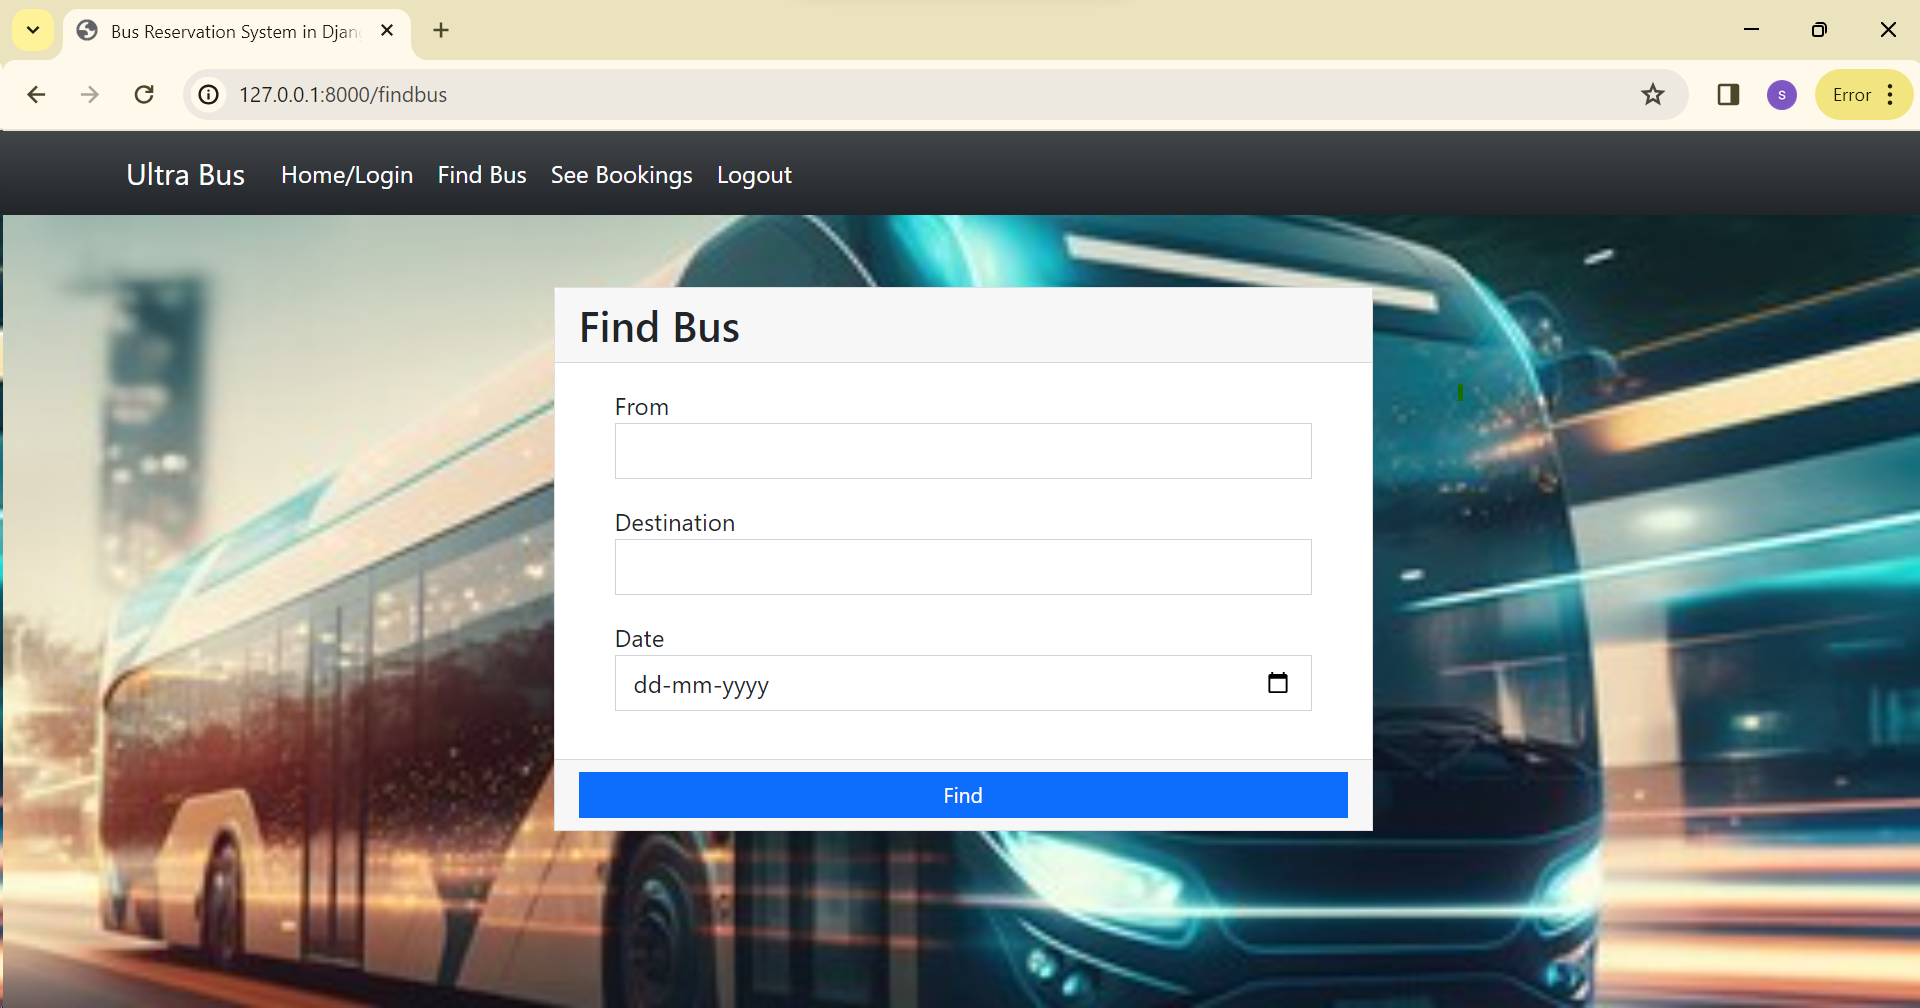 Bus Reservation System in Djan
127.0.0.1:8000/findbus
S
Error
Ultra Bus Home/Login Find Bus See Bookings Logout
Find Bus
From
Destination
Date
dd-mm-yyyy
Find